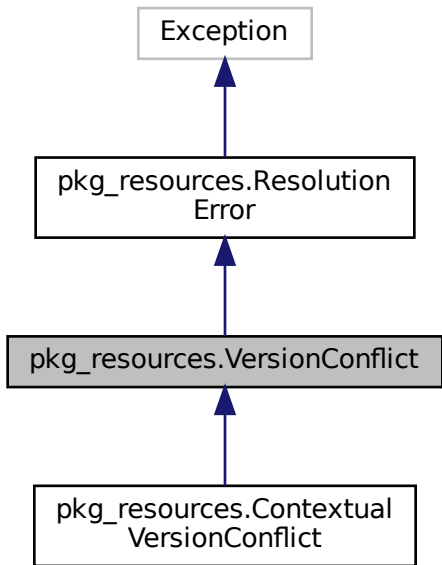 Exception
pkg_resources.Resolution
Error
pkg_resources.VersionConflict
pkg_resources.Contextual
VersionConflict